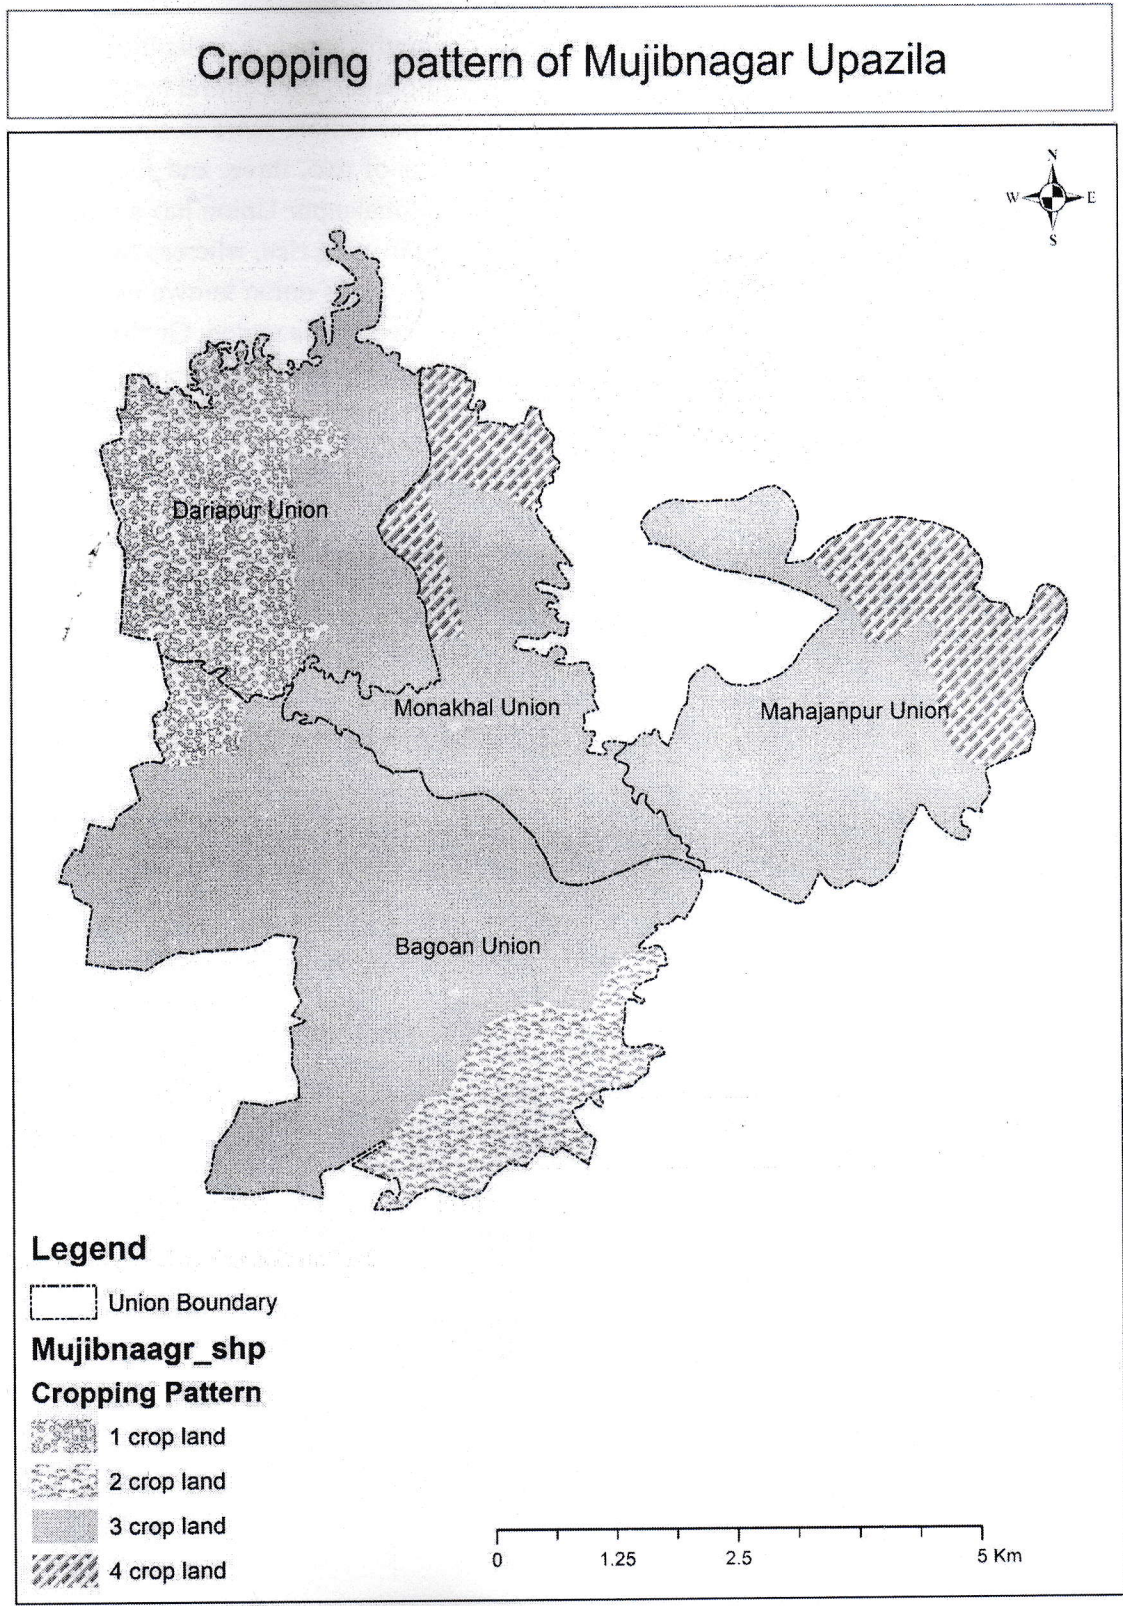 Cropping pattern of Mujibnagar Upazila
N
W E
S
Dariapur Union
Monakhal Union
Mahajanpur Union
Bagoan Union
Legend
Union Boundary
Mujibnaagr_shp
Cropping Pattern
1 crop land
2 crop land
3 crop land
4 crop land
0 1.25 2.5 5 Km